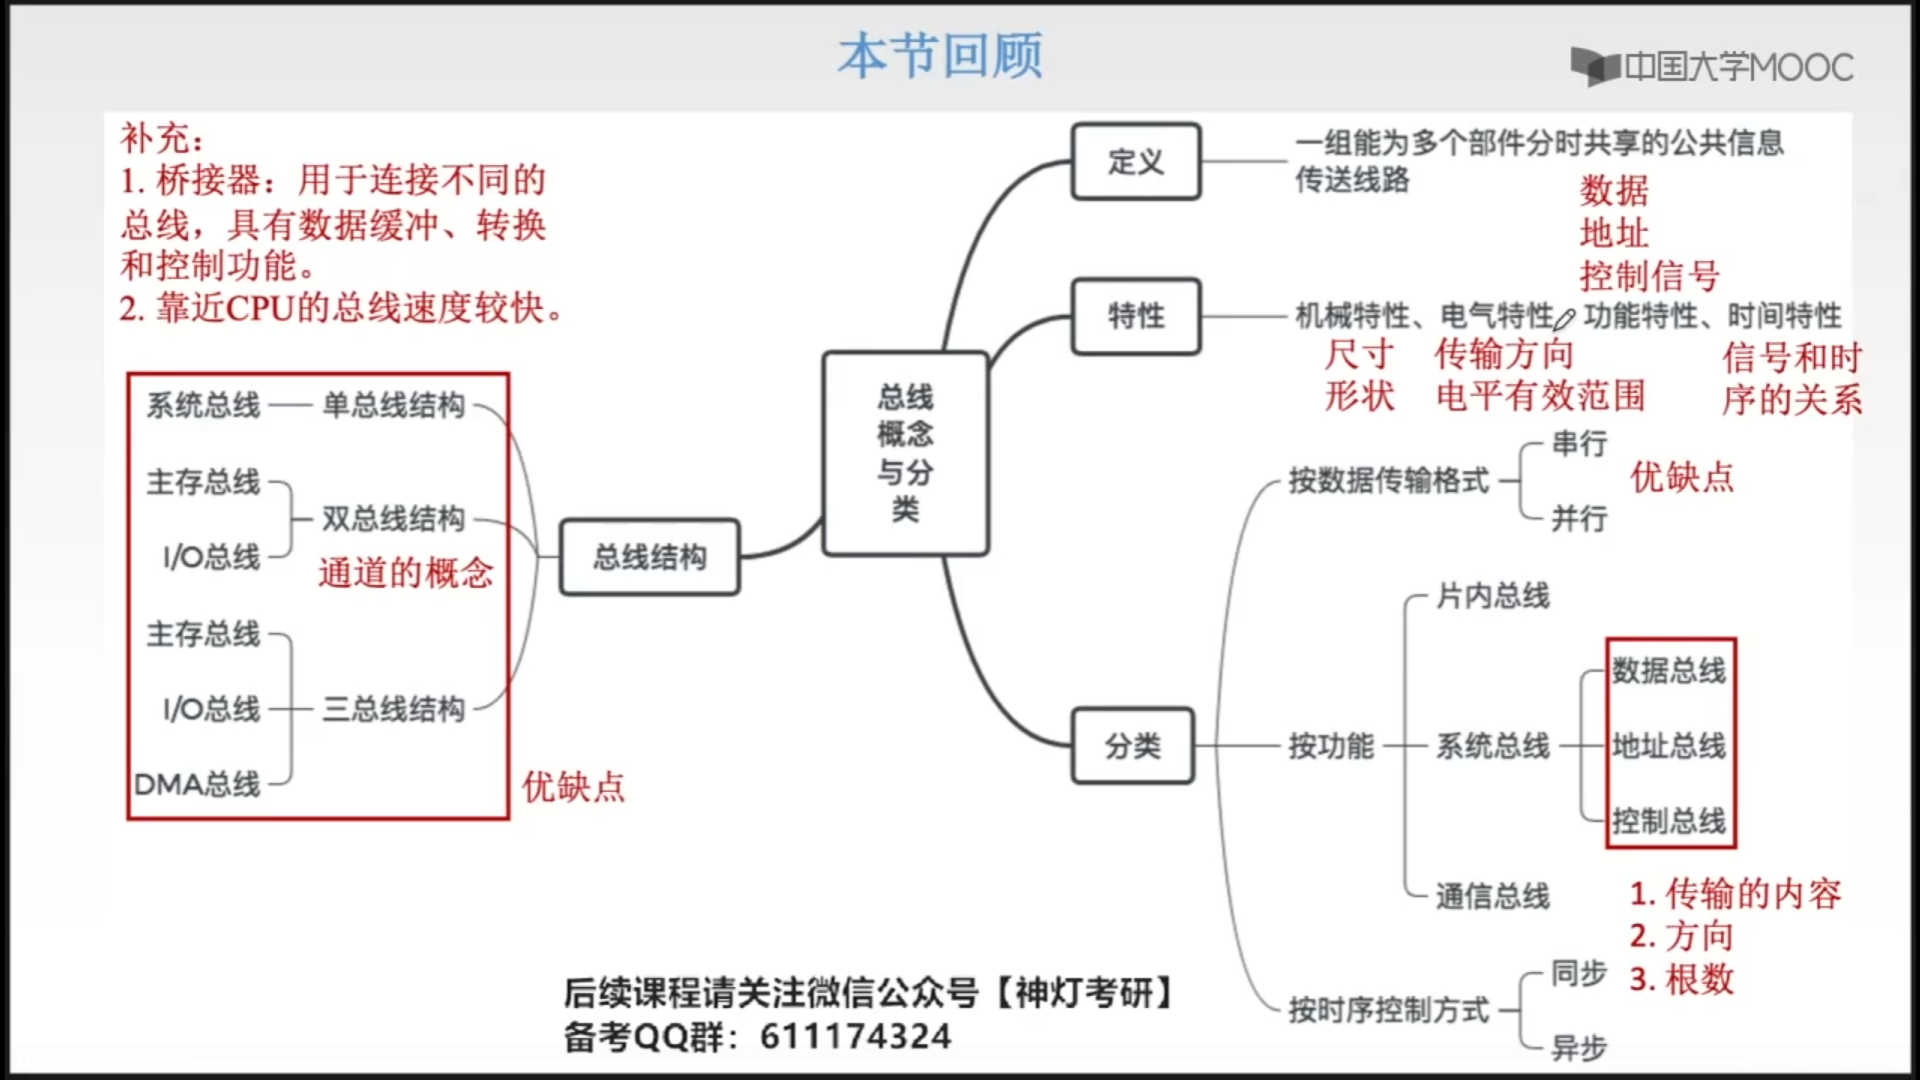 本节回顾
中国大学MOOC
补充：
1. 桥接器：用于连接不同的
总线，具有数据缓冲、转换
和控制功能。
2. 靠近CPU的总线速度较快。
系统总线
单总线结构
主存总线
双总线结构
I/O总线
通道的概念
主存总线
I/O总线
三总线结构
DMA总线
优缺点
总线结构
总线
概念
与分
类
定义
一组能为多个部件分时共享的公共信息
传送线路
数据
地址
控制信号
特性
机械特性、电气特性、功能特性、时间特性
尺寸
形状
传输方向
电平有效范围
信号和时
序的关系
分类
按数据传输格式
串行
并行
优缺点
按功能
片内总线
系统总线
数据总线
地址总线
控制总线
通信总线
1. 传输的内容
2. 方向
3. 根数
按时序控制方式
同步
异步
后续课程请关注微信公众号【神灯考研】
备考QQ群：611174324